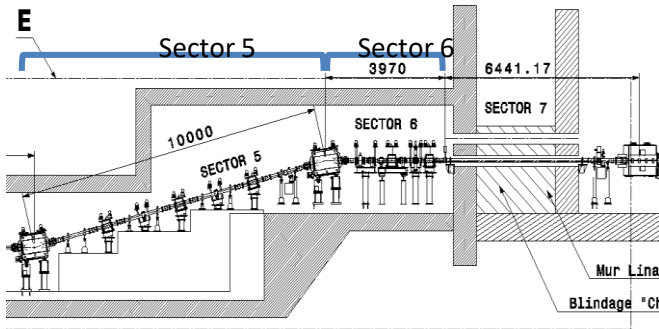 E
Sector 5
Sector 6
3970
6441.17
SECTOR 7
10000
SECTOR 6
SECTOR 5
Mur Lina
Blindage "Ch